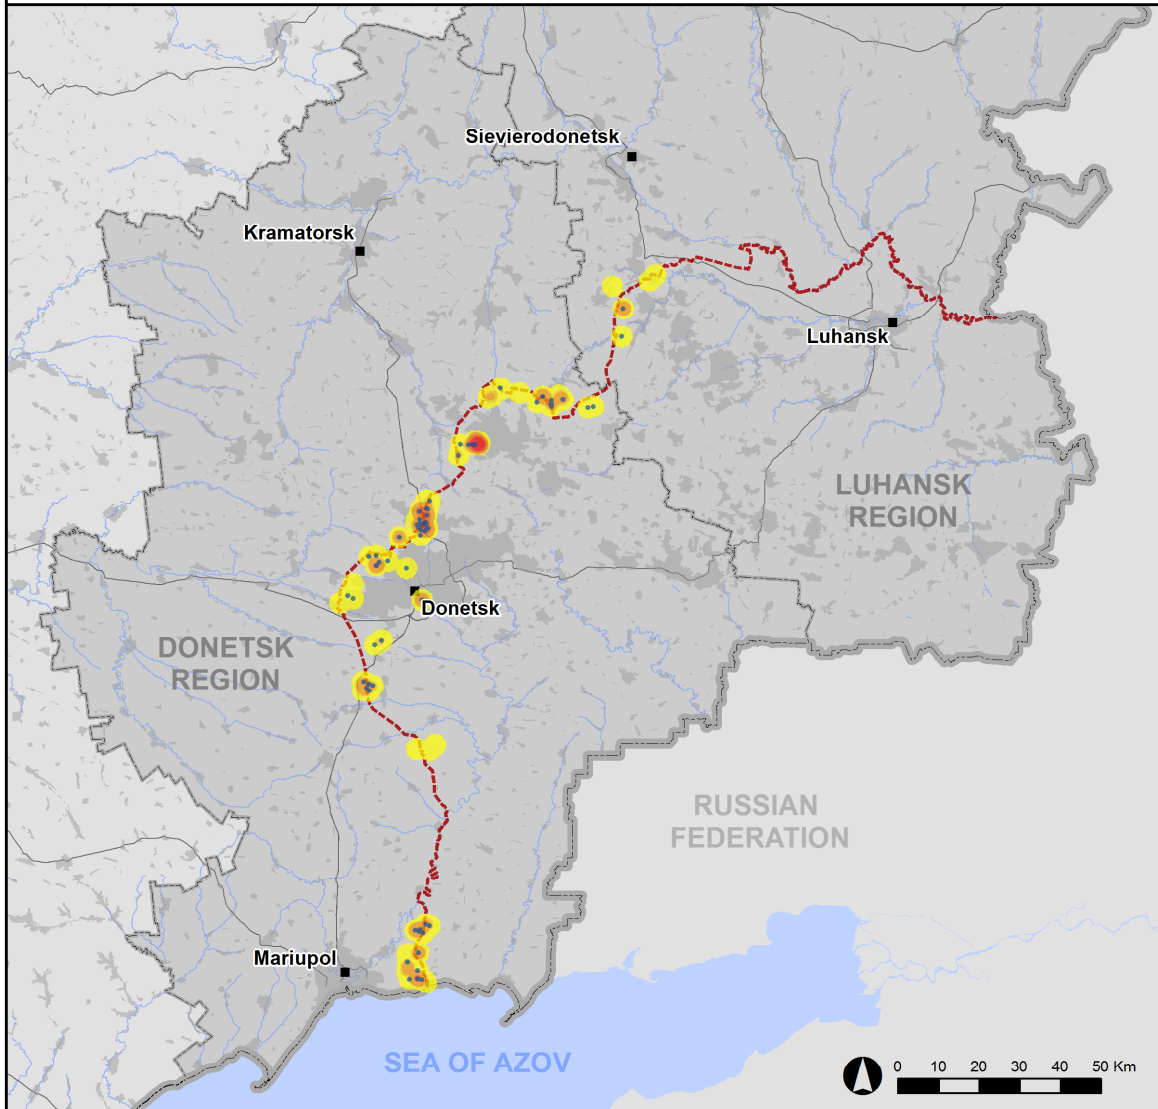 Sievierodonetsk
Kramatorsk
Luhansk
LUHANSK
REGION
Donetsk
DONETSK
REGION
RUSSIAN
FEDERATION
Mariupol
SEA OF AZOV
0 10 20 30 40 50 Km